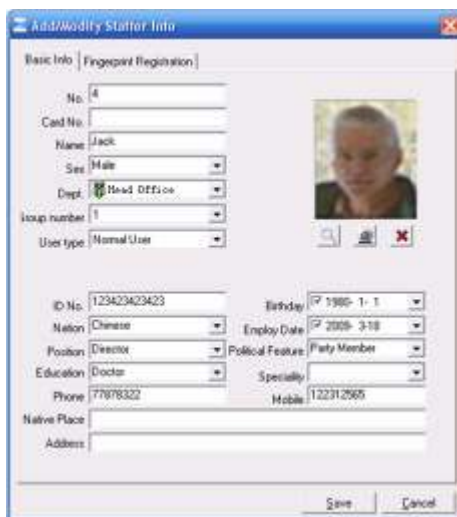 Add/Modify Staffer Info
Basic Info Fingerprint Registration
No. 4
Card No.
Name Jack
Sex Male
Dept. Head Office
Group number 1
User type Normal User
ID No. 123423423423 Birthday 1980- 1- 1
Nation Chinese Employ Date 2009- 3-18
Position Director Political Feature Party Member
Education Doctor Speciality
Phone 77878322 Mobile 122312565
Native Place
Address
Save Cancel